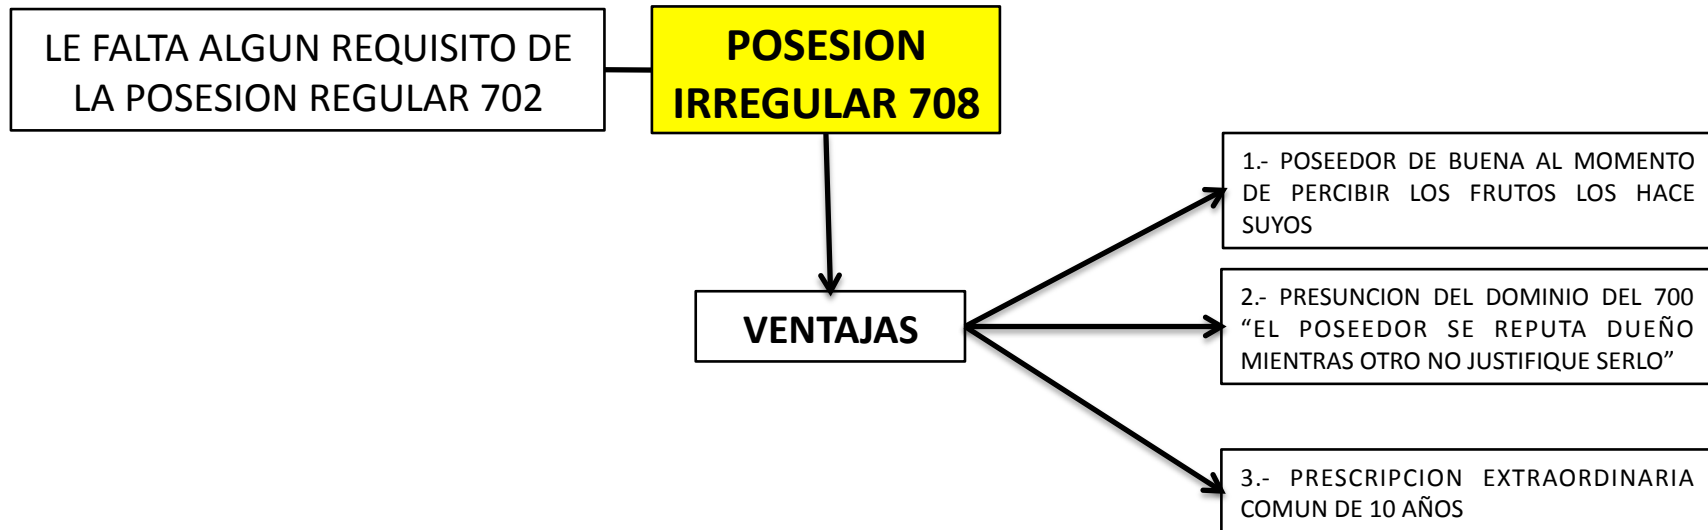 LE FALTA ALGUN REQUISITO DE
LA POSESION REGULAR 702
POSESION
IRREGULAR 708
VENTAJAS
1.- POSEEDOR DE BUENA AL MOMENTO
DE PERCIBIR LOS FRUTOS LOS HACE
SUYOS
2.- PRESUNCION DEL DOMINIO DEL 700
“EL POSEEDOR SE REPUTA DUEÑO
MIENTRAS OTRO NO JUSTIFIQUE SERLO”
3.- PRESCRIPCION EXTRAORDINARIA
COMUN DE 10 AÑOS